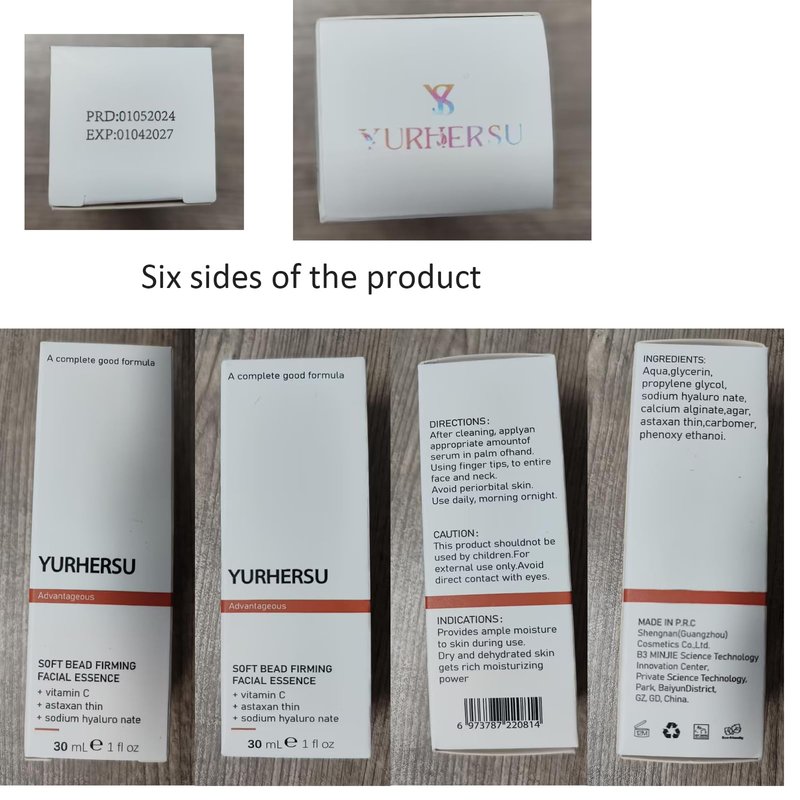 PRD:01052024
EXP:01042027
YS
YURHERSU
Six sides of the product
A complete good formula
YURHERSU
Advantageous
SOFT BEAD FIRMING
FACIAL ESSENCE
+ vitamin C
+ astaxan thin
+ sodium hyaluro nate
30 mL ℮ 1 fl oz
A complete good formula
YURHERSU
Advantageous
SOFT BEAD FIRMING
FACIAL ESSENCE
+ vitamin C
+ astaxan thin
+ sodium hyaluro nate
30 mL ℮ 1 fl oz
DIRECTIONS:
After cleaning, applyan
appropriate amountof
serum in palm ofhand.
Using finger tips, to entire
face and neck.
Avoid periorbital skin.
Use daily, morning ornight.
CAUTION:
This product shouldnot be
used by children.For
external use only.Avoid
direct contact with eyes.
INDICATIONS:
Provides ample moisture
to skin during use.
Dry and dehydrated skin
gets rich moisturizing
power
6 973787 220814
INGREDIENTS:
Aqua,glycerin,
propylene glycol,
sodium hyaluro nate,
calcium alginate,agar,
astaxan thin,carbomer,
phenoxy ethanoi.
MADE IN P.R.C
Shengnan(Guangzhou)
Cosmetics Co.,Ltd.
B3 MINJIE Science Technology
Innovation Center,
Private Science Technology,
Park, BaiyunDistrict,
GZ, GD, China.
12M